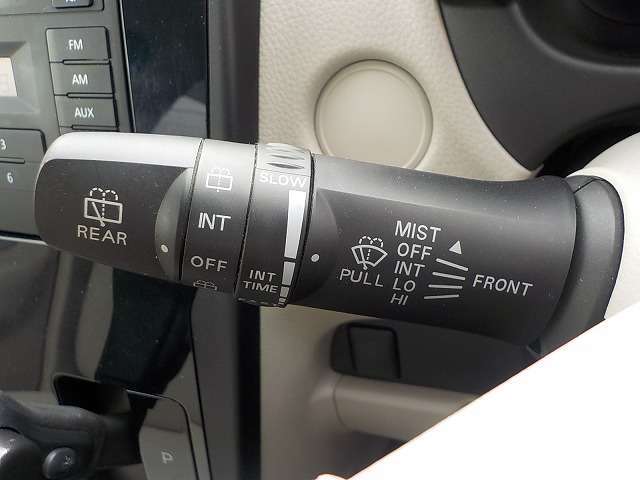 FM
AM
AUX
3
6
REAR
INT
OFF
SLOW
INT
TIME
PULL
MIST
OFF
INT
LO
HI
FRONT
P